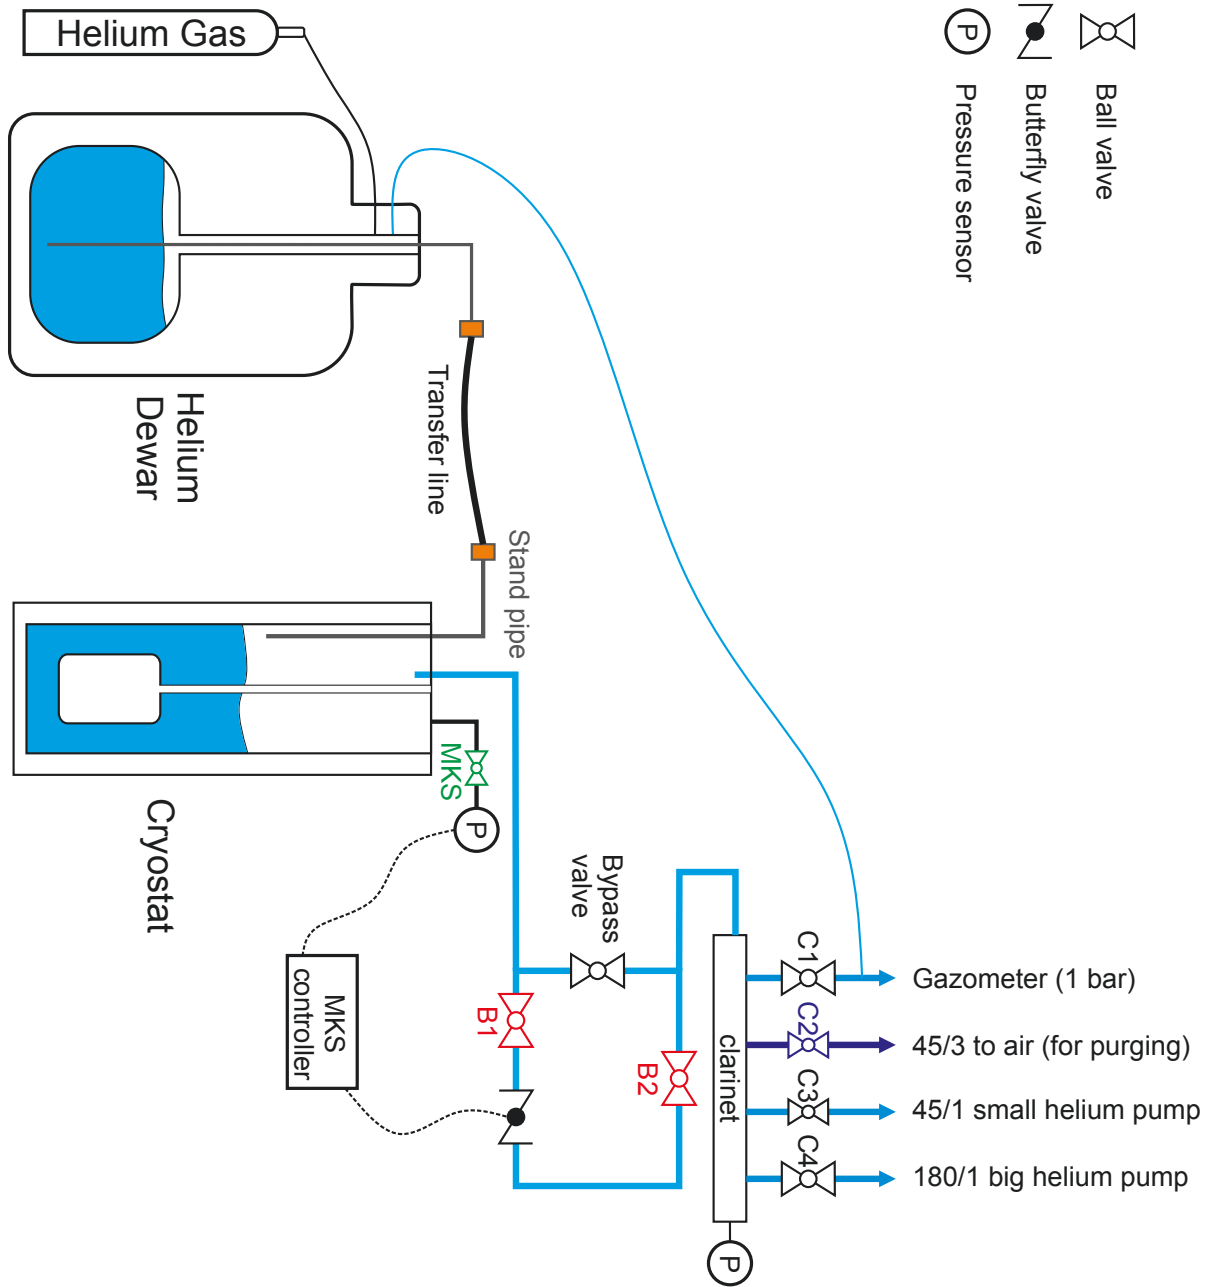 Helium Gas
P
Pressure sensor
Butterfly valve
Ball valve
Helium
Dewar
Transfer line
Stand pipe
Cryostat
MKS
P
MKS
controller
Bypass
valve
B1
B2
clarinet
P
C1
Gazometer (1 bar)
C2
45/3 to air (for purging)
C3
45/1 small helium pump
C4
180/1 big helium pump